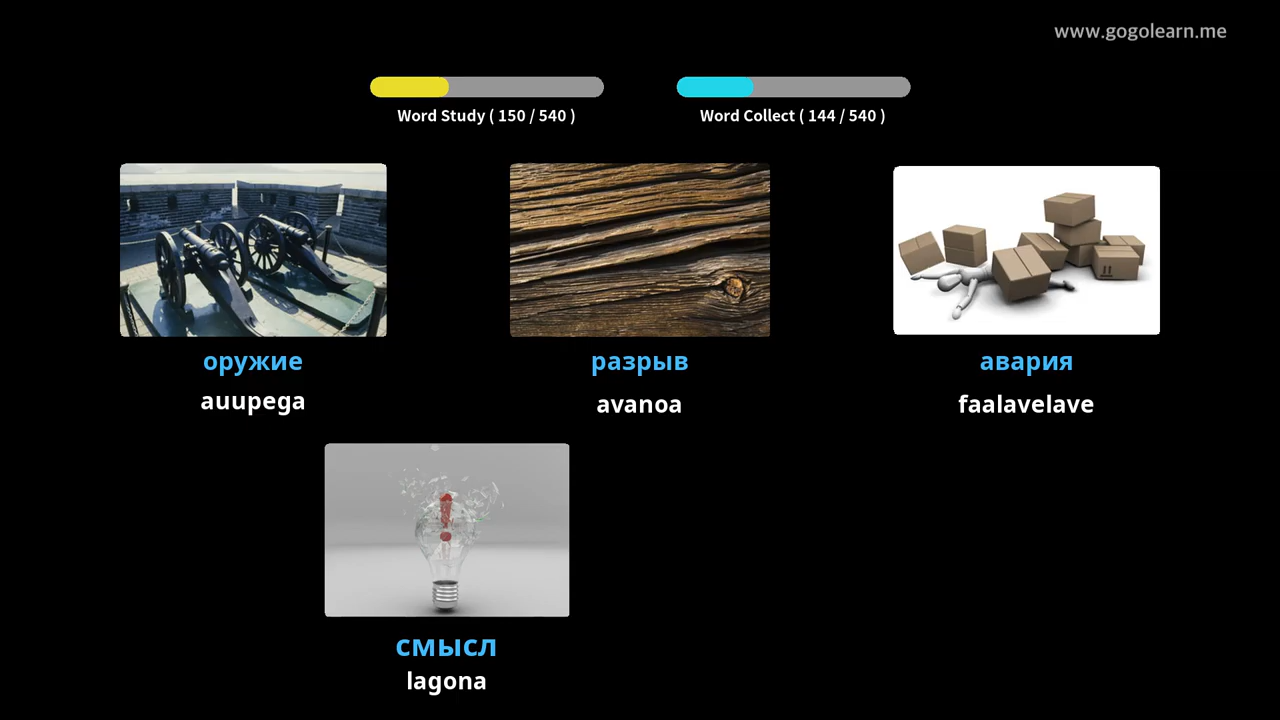 www.gogolearn.me
Word Study ( 150 / 540 )
Word Collect ( 144 / 540 )
оружие
auupega
разрыв
avanoa
авария
faalavelave
смысл
lagona